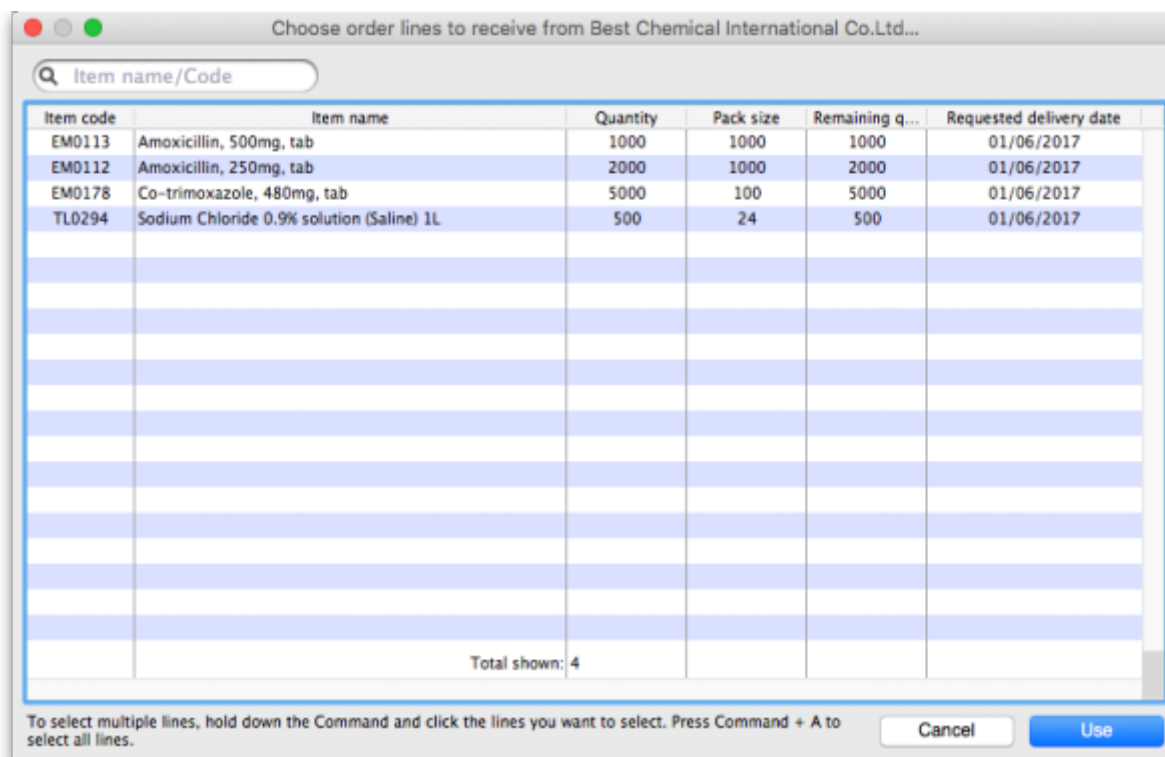 Choose order lines to receive from Best Chemical International Co.Ltd...
Item name/Code
Item code Item name Quantity Pack size Remaining q... Requested delivery date
EM0113 Amoxicillin, 500mg, tab 1000 1000 1000 01/06/2017
EM0112 Amoxicillin, 250mg, tab 2000 1000 2000 01/06/2017
EM0178 Co-trimoxazole, 480mg, tab 5000 100 5000 01/06/2017
TL0294 Sodium Chloride 0.9% solution (Saline) 1L 500 24 500 01/06/2017
Total shown: 4
To select multiple lines, hold down the Command and click the lines you want to select. Press Command + A to
select all lines.
Cancel Use